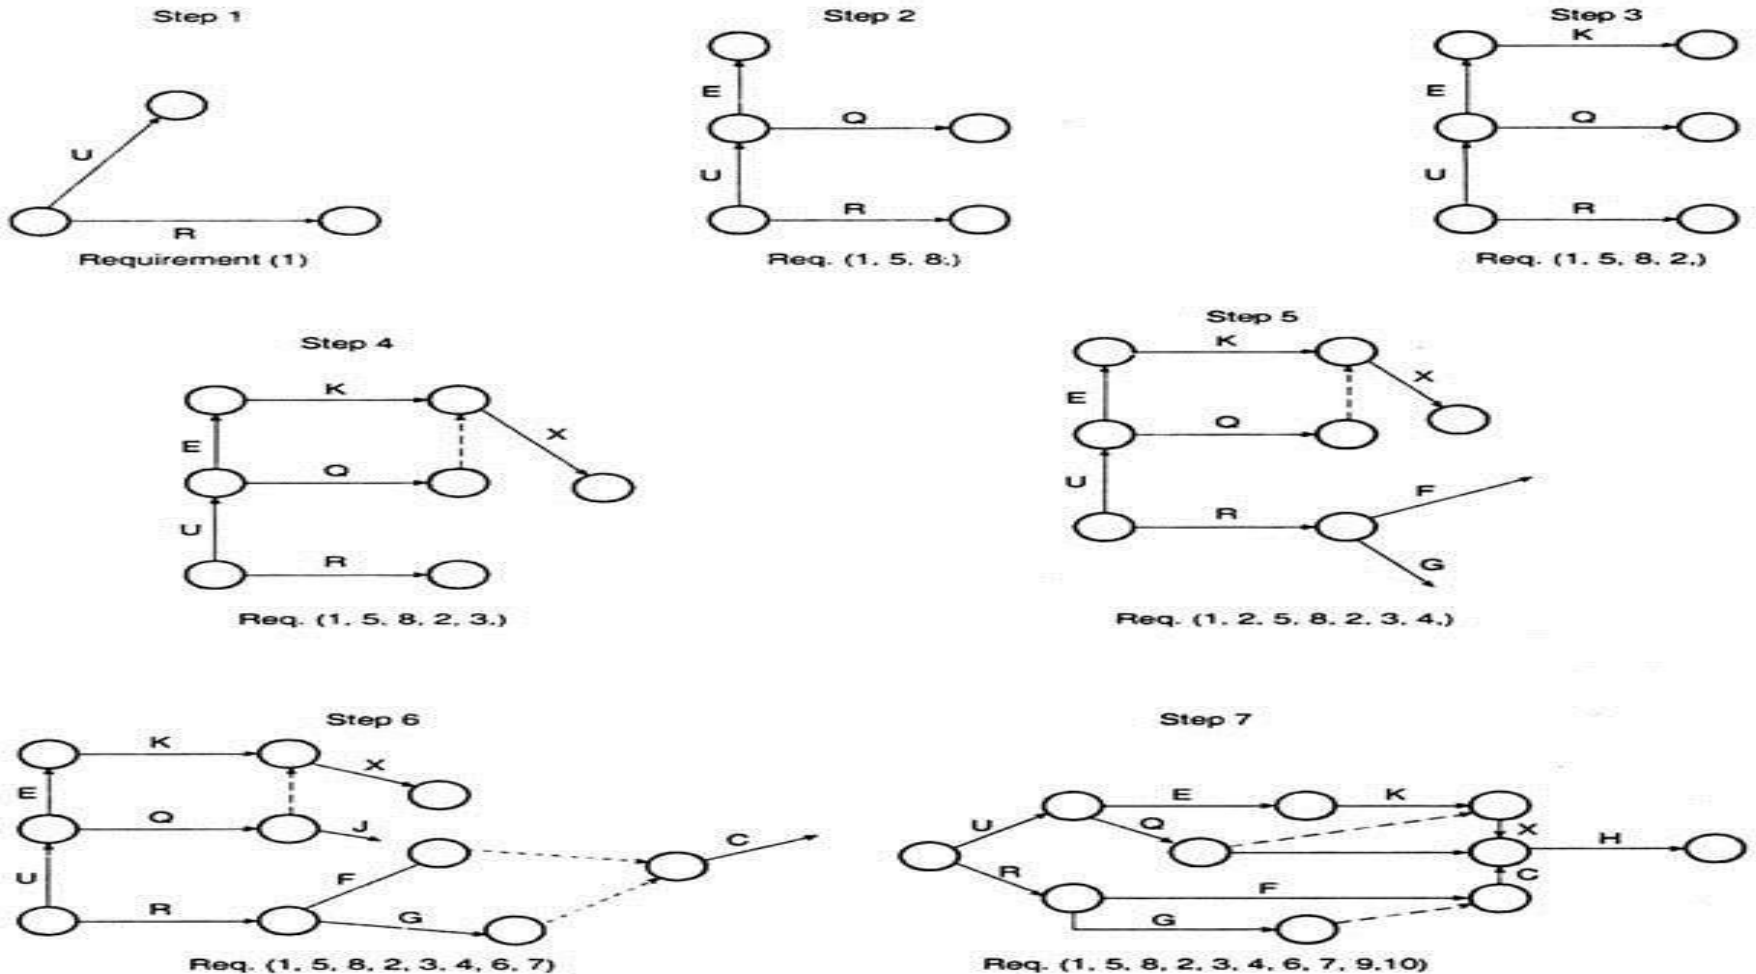 Step 1
U
R
Requirement (1)
Step 2
E
Q
U
R
Req. (1, 5, 8.)
Step 3
K
E
Q
U
R
Req. (1, 5, 8, 2,)
Step 4
K
X
E
Q
U
R
Req. (1, 5, 8, 2, 3,)
Step 5
K
X
E
Q
U
F
R
G
Req. (1, 2, 5, 8, 2, 3, 4,)
Step 6
K
X
E
Q
J
C
U
F
R
G
Req. (1, 5, 8, 2, 3, 4, 6, 7)
Step 7
E
K
U
Q
X
H
R
F
C
G
Req. (1, 5, 8, 2, 3, 4, 6, 7, 9,10)